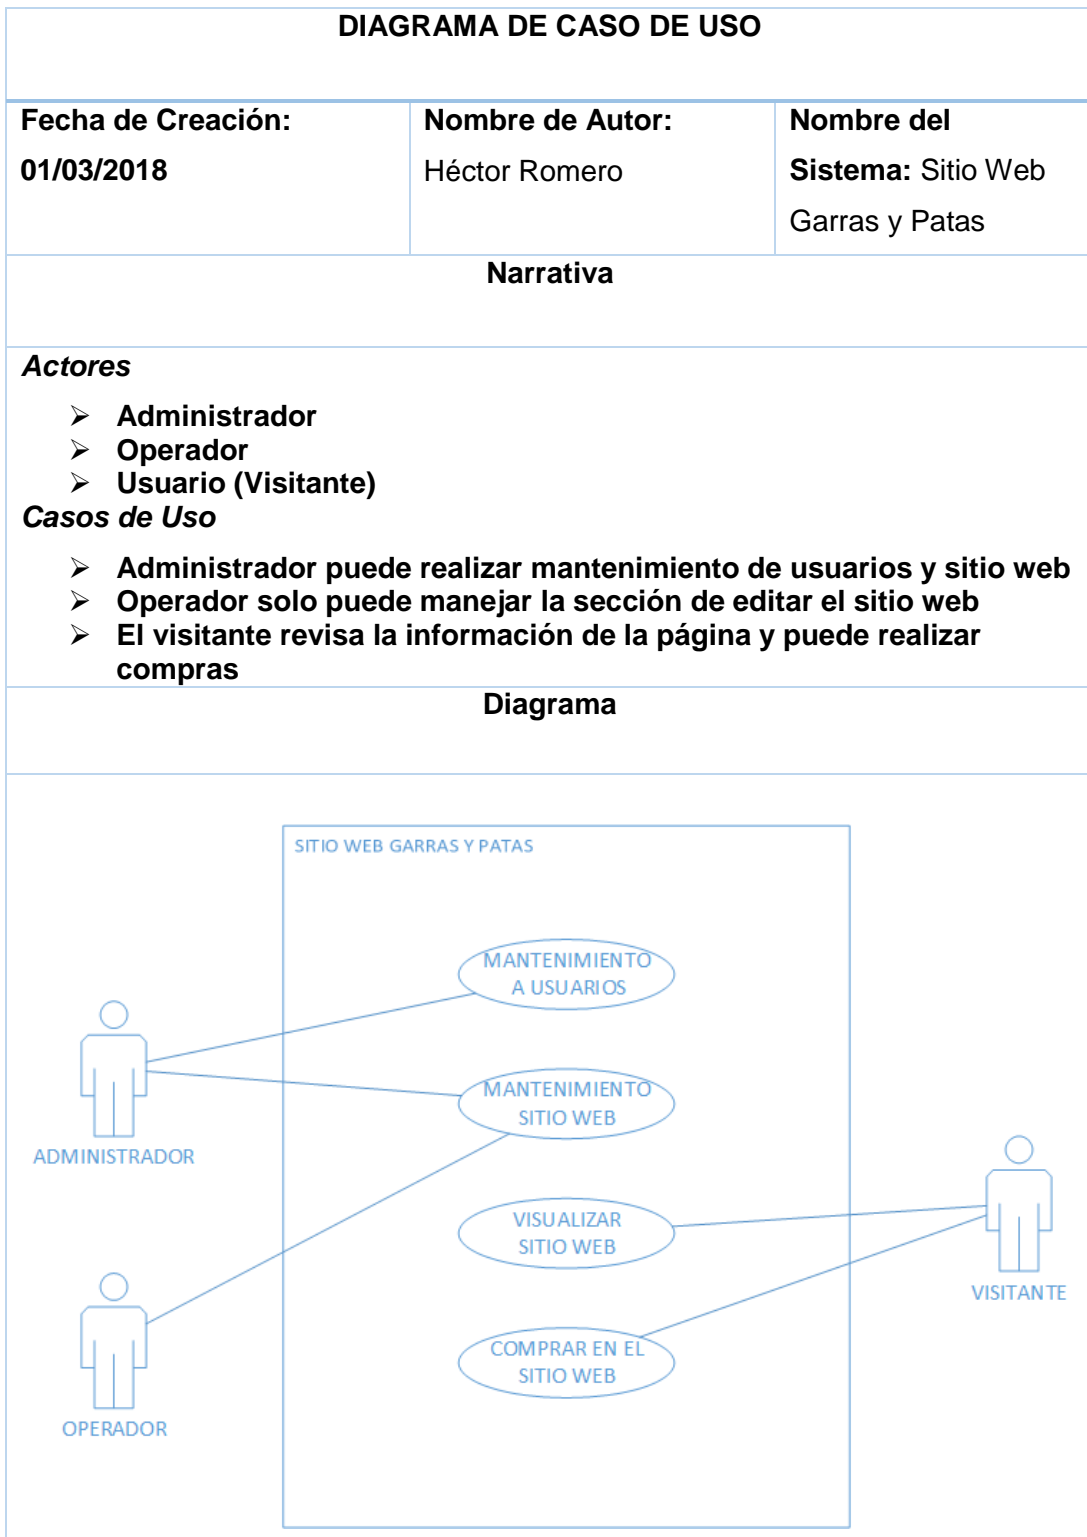 DIAGRAMA DE CASO DE USO
Fecha de Creación:
01/03/2018
Nombre de Autor:
Héctor Romero
Nombre del
Sistema: Sitio Web
Garras y Patas
Narrativa
Actores
➢ Administrador
➢ Operador
➢ Usuario (Visitante)
Casos de Uso
➢ Administrador puede realizar mantenimiento de usuarios y sitio web
➢ Operador solo puede manejar la sección de editar el sitio web
➢ El visitante revisa la información de la página y puede realizar
compras
Diagrama
SITIO WEB GARRAS Y PATAS
MANTENIMIENTO
A USUARIOS
MANTENIMIENTO
SITIO WEB
ADMINISTRADOR
VISUALIZAR
SITIO WEB
VISITANTE
COMPRAR EN EL
SITIO WEB
OPERADOR